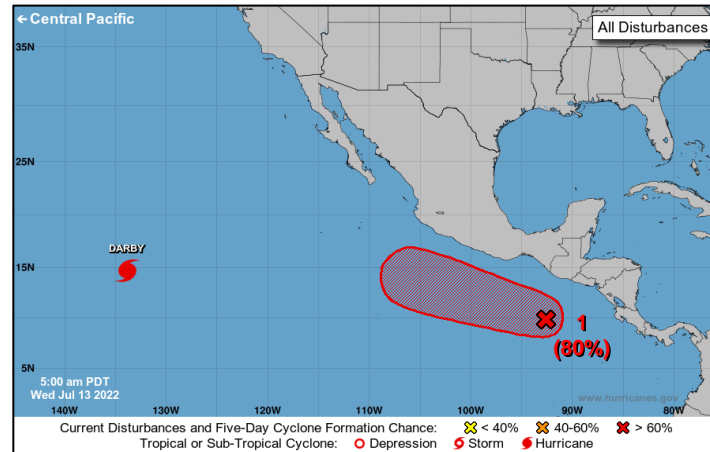 ← Central Pacific
All Disturbances
35N
25N
DARBY
15N
1
(80%)
5N
5:00 am PDT
Wed Jul 13 2022
www.hurricanes.gov
140W 130W 120W 110W 100W 90W 80W
Current Disturbances and Five-Day Cyclone Formation Chance: < 40% 40-60% > 60%
Tropical or Sub-Tropical Cyclone: Depression Storm Hurricane